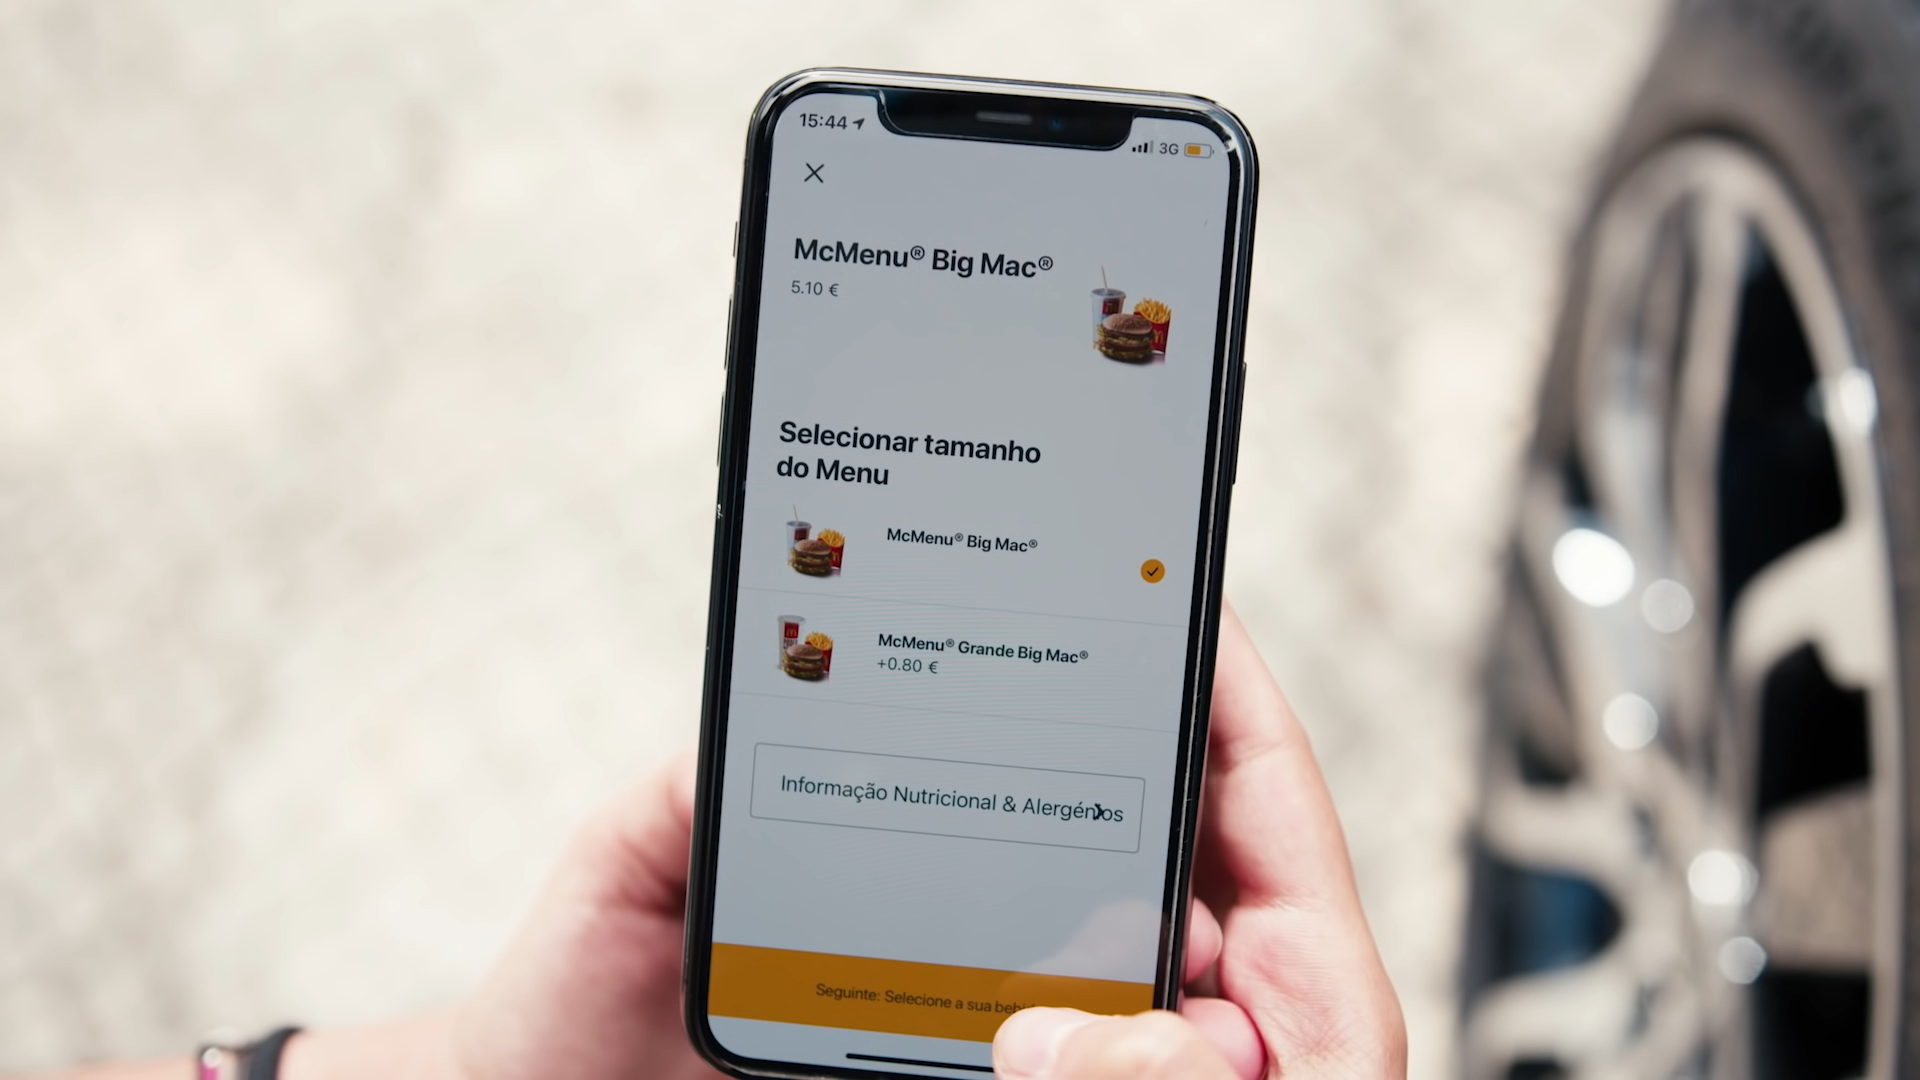 15:44
3G
McMenu® Big Mac®
5.10 €
Selecionar tamanho
do Menu
McMenu® Big Mac®
McMenu® Grande Big Mac®
+0.80 €
Informação Nutricional & Alergénios
Seguinte: Selecione a sua